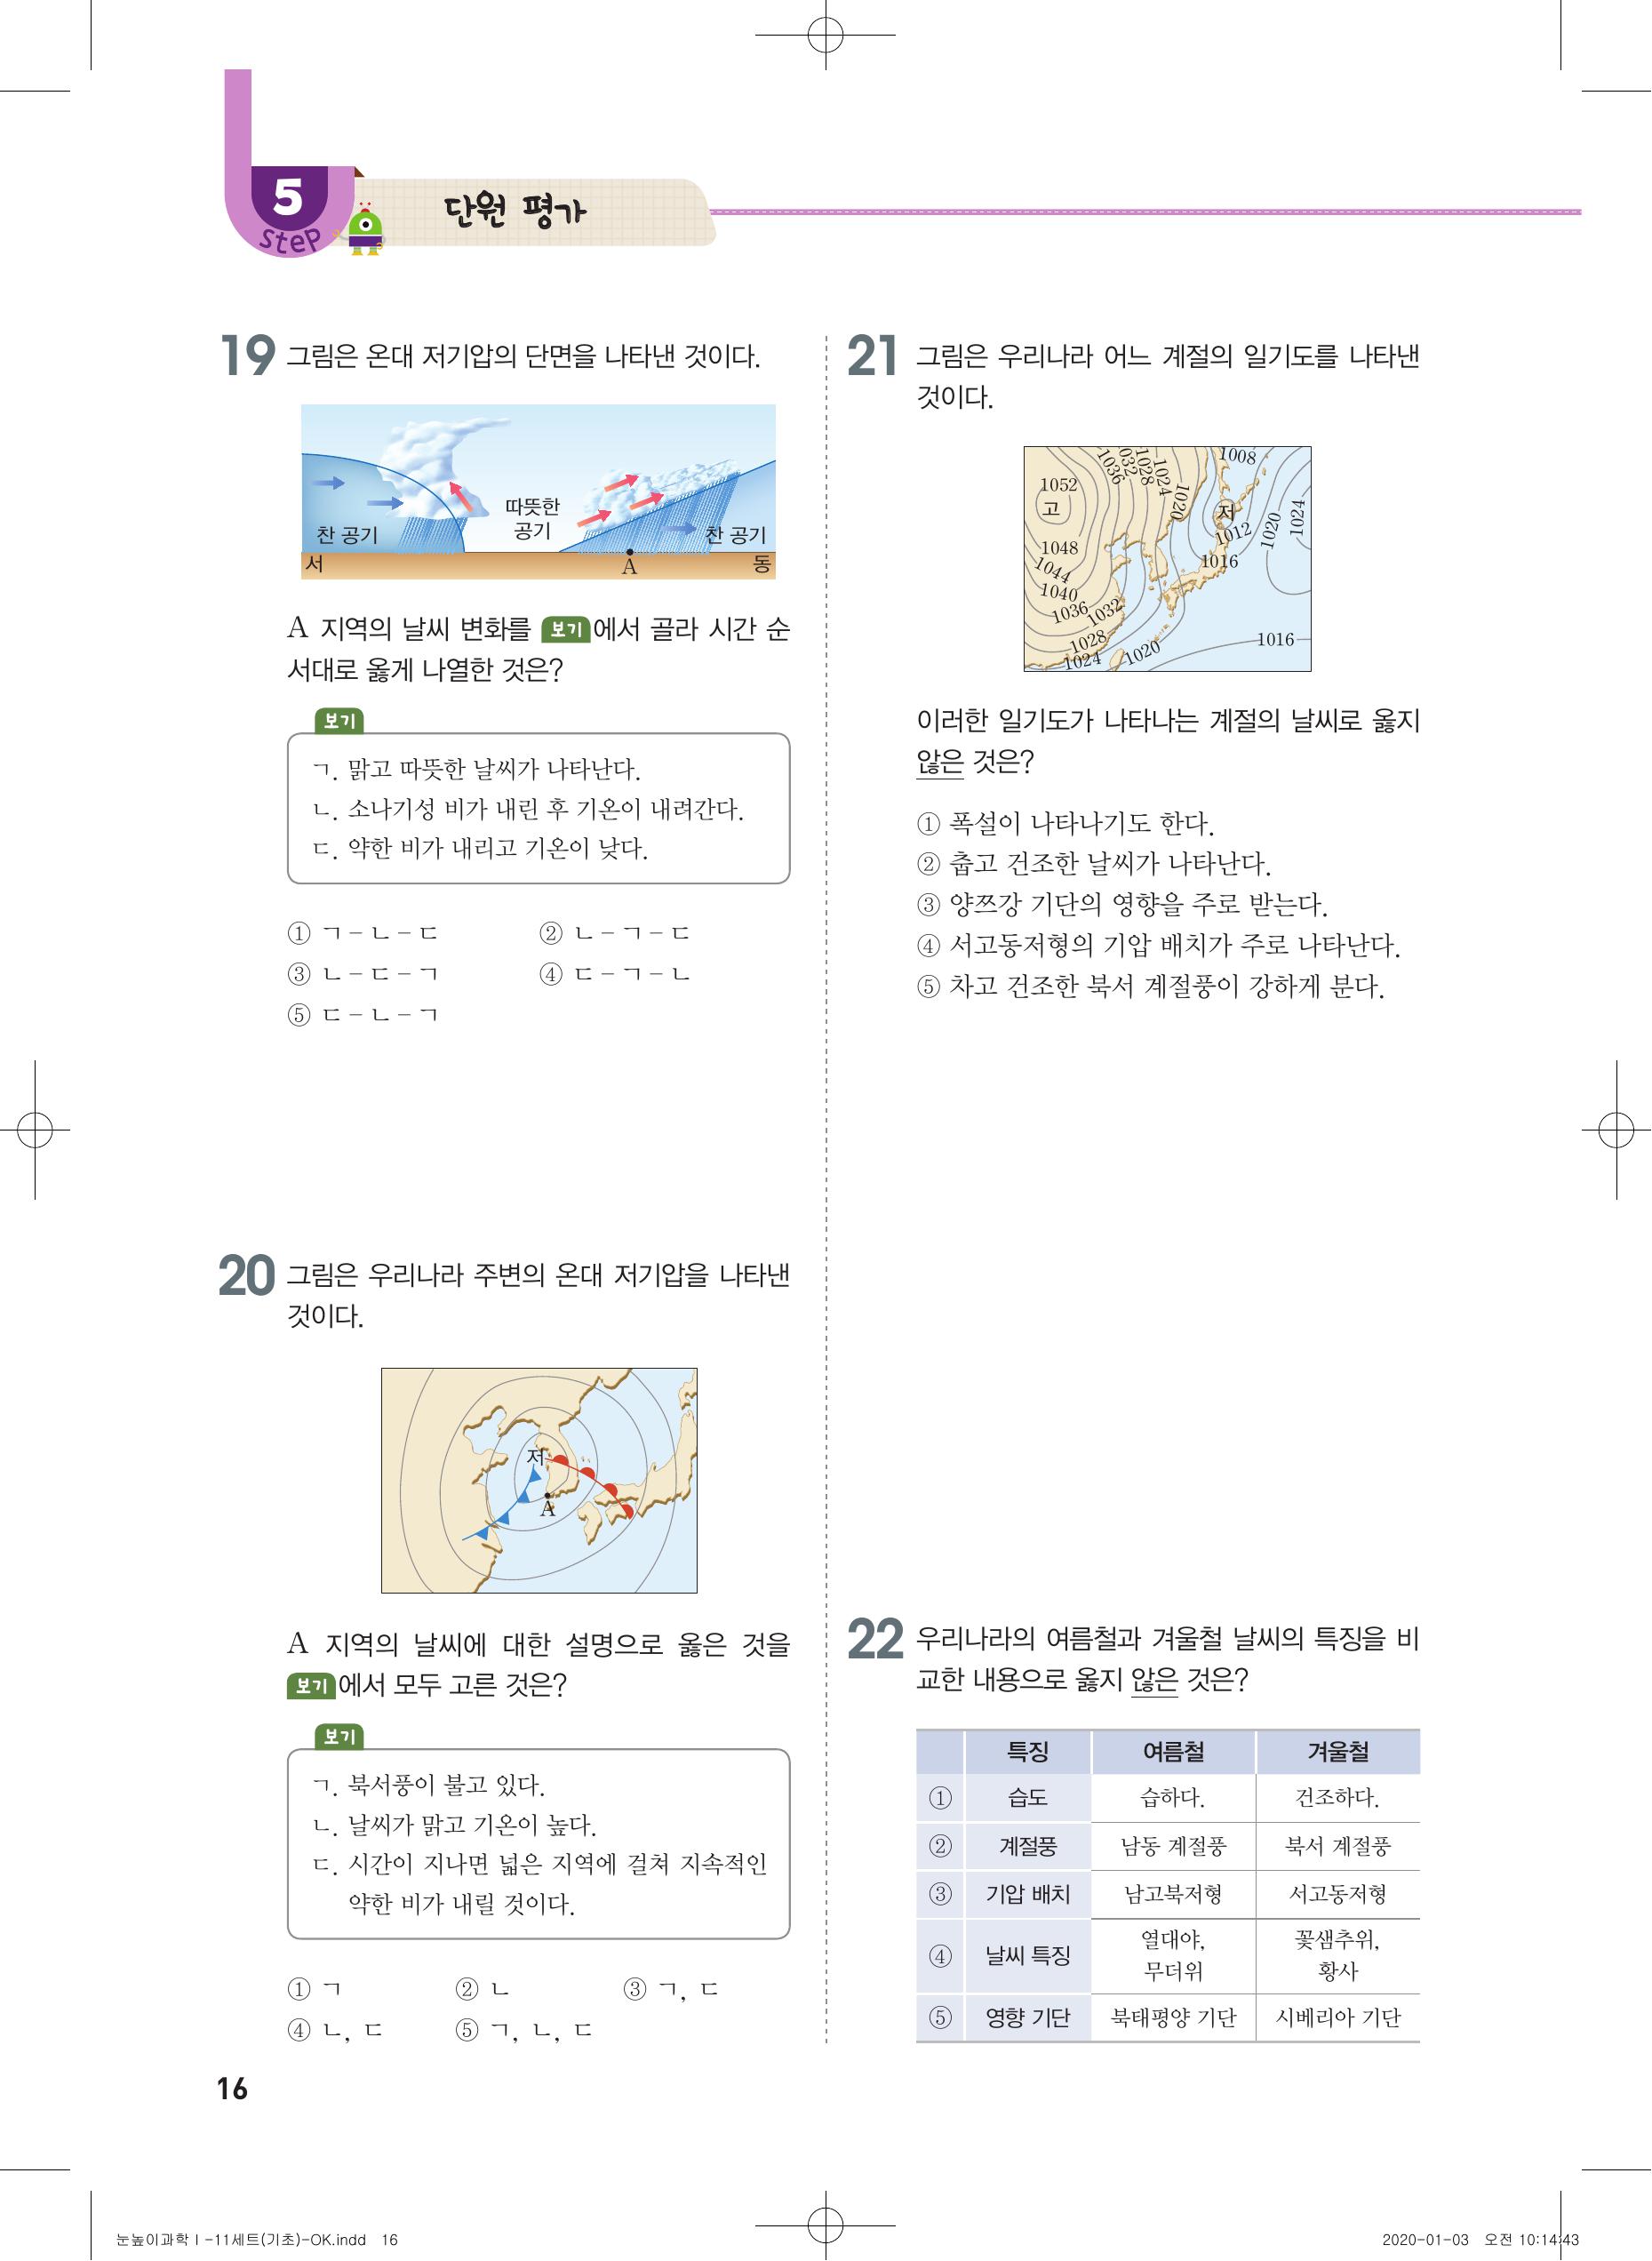 5
step
단원 평가
19 그림은 온대 저기압의 단면을 나타낸 것이다.
따뜻한
공기
찬 공기
찬 공기
서
A
동
A 지역의 날씨 변화를 보기에서 골라 시간 순
서대로 옳게 나열한 것은?
보기
ㄱ. 맑고 따뜻한 날씨가 나타난다.
ㄴ. 소나기성 비가 내린 후 기온이 내려간다.
ㄷ. 약한 비가 내리고 기온이 낮다.
① ㄱ - ㄴ - ㄷ ② ㄴ - ㄱ - ㄷ
③ ㄴ - ㄷ - ㄱ ④ ㄷ - ㄱ - ㄴ
⑤ ㄷ - ㄴ - ㄱ
20 그림은 우리나라 주변의 온대 저기압을 나타낸
것이다.
저
A
A 지역의 날씨에 대한 설명으로 옳은 것을
보기에서 모두 고른 것은?
보기
ㄱ. 북서풍이 불고 있다.
ㄴ. 날씨가 맑고 기온이 높다.
ㄷ. 시간이 지나면 넓은 지역에 걸쳐 지속적인
약한 비가 내릴 것이다.
① ㄱ ② ㄴ ③ ㄱ, ㄷ
④ ㄴ, ㄷ ⑤ ㄱ, ㄴ, ㄷ
21 그림은 우리나라 어느 계절의 일기도를 나타낸
것이다.
1036
1032
1028
1024
1020
1008
1052
고
저
1012
1020
1024
1048
1044
1040
1036
1032
1016
1028
1024
1020
1016
이러한 일기도가 나타나는 계절의 날씨로 옳지
않은 것은?
① 폭설이 나타나기도 한다.
② 춥고 건조한 날씨가 나타난다.
③ 양쯔강 기단의 영향을 주로 받는다.
④ 서고동저형의 기압 배치가 주로 나타난다.
⑤ 차고 건조한 북서 계절풍이 강하게 분다.
22 우리나라의 여름철과 겨울철 날씨의 특징을 비
교한 내용으로 옳지 않은 것은?
특징 여름철 겨울철
① 습도 습하다. 건조하다.
② 계절풍 남동 계절풍 북서 계절풍
③ 기압 배치 남고북저형 서고동저형
④ 날씨 특징 열대야, 꽃샘추위,
무더위 황사
⑤ 영향 기단 북태평양 기단 시베리아 기단
16
눈높이과학Ⅰ-11세트(기초)-OK.indd 16
2020-01-03 오전 10:14:43